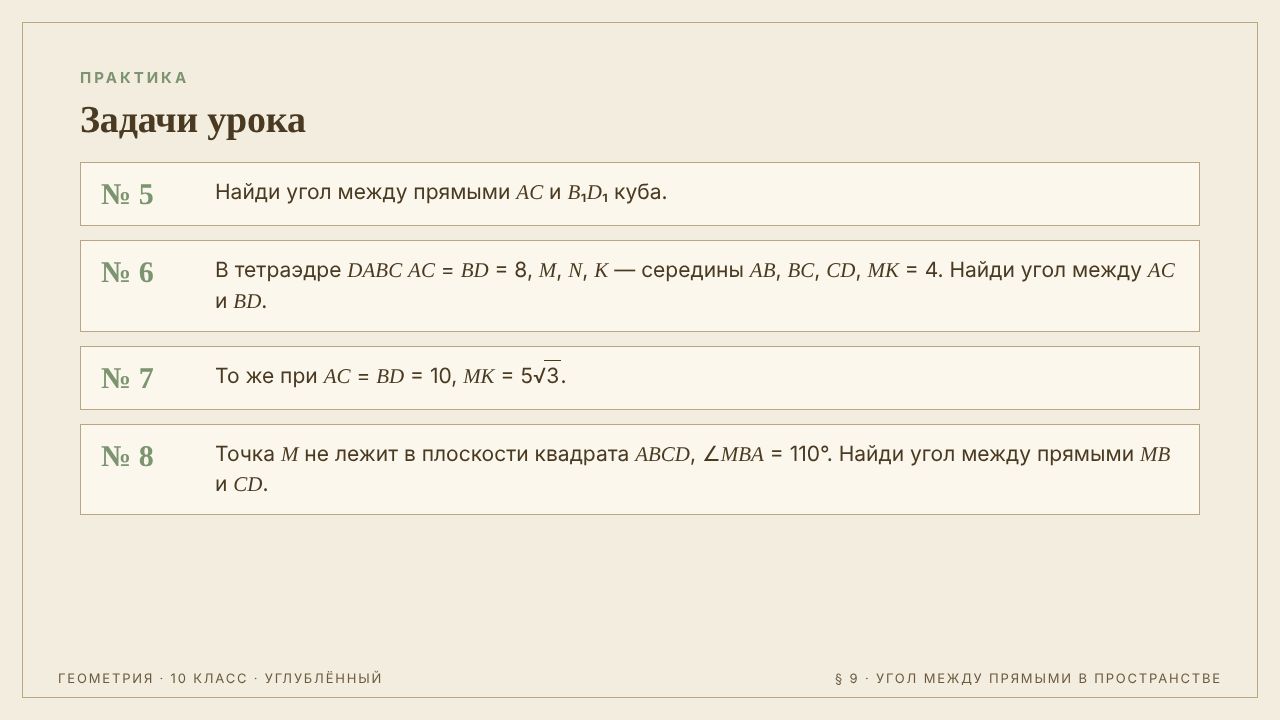 ПРАКТИКА
Задачи урока
№ 5 Найди угол между прямыми AC и B₁D₁ куба.
№ 6 В тетраэдре DABC AC = BD = 8, M, N, K — середины AB, BC, CD, MK = 4. Найди угол между AC
и BD.
№ 7 То же при AC = BD = 10, MK = 5√3.
№ 8 Точка M не лежит в плоскости квадрата ABCD, ∠MBA = 110°. Найди угол между прямыми MB
и CD.
ГЕОМЕТРИЯ · 10 КЛАСС · УГЛУБЛЁННЫЙ
§ 9 · УГОЛ МЕЖДУ ПРЯМЫМИ В ПРОСТРАНСТВЕ